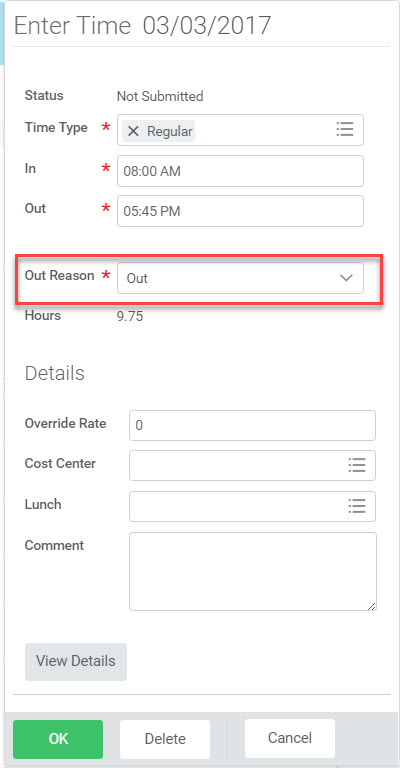 Enter Time 03/03/2017
Status Not Submitted
Time Type * × Regular
In * 08:00 AM
Out * 05:45 PM
Out Reason * Out
Hours 9.75
Details
Override Rate 0
Cost Center
Lunch
Comment
View Details
OK Delete Cancel